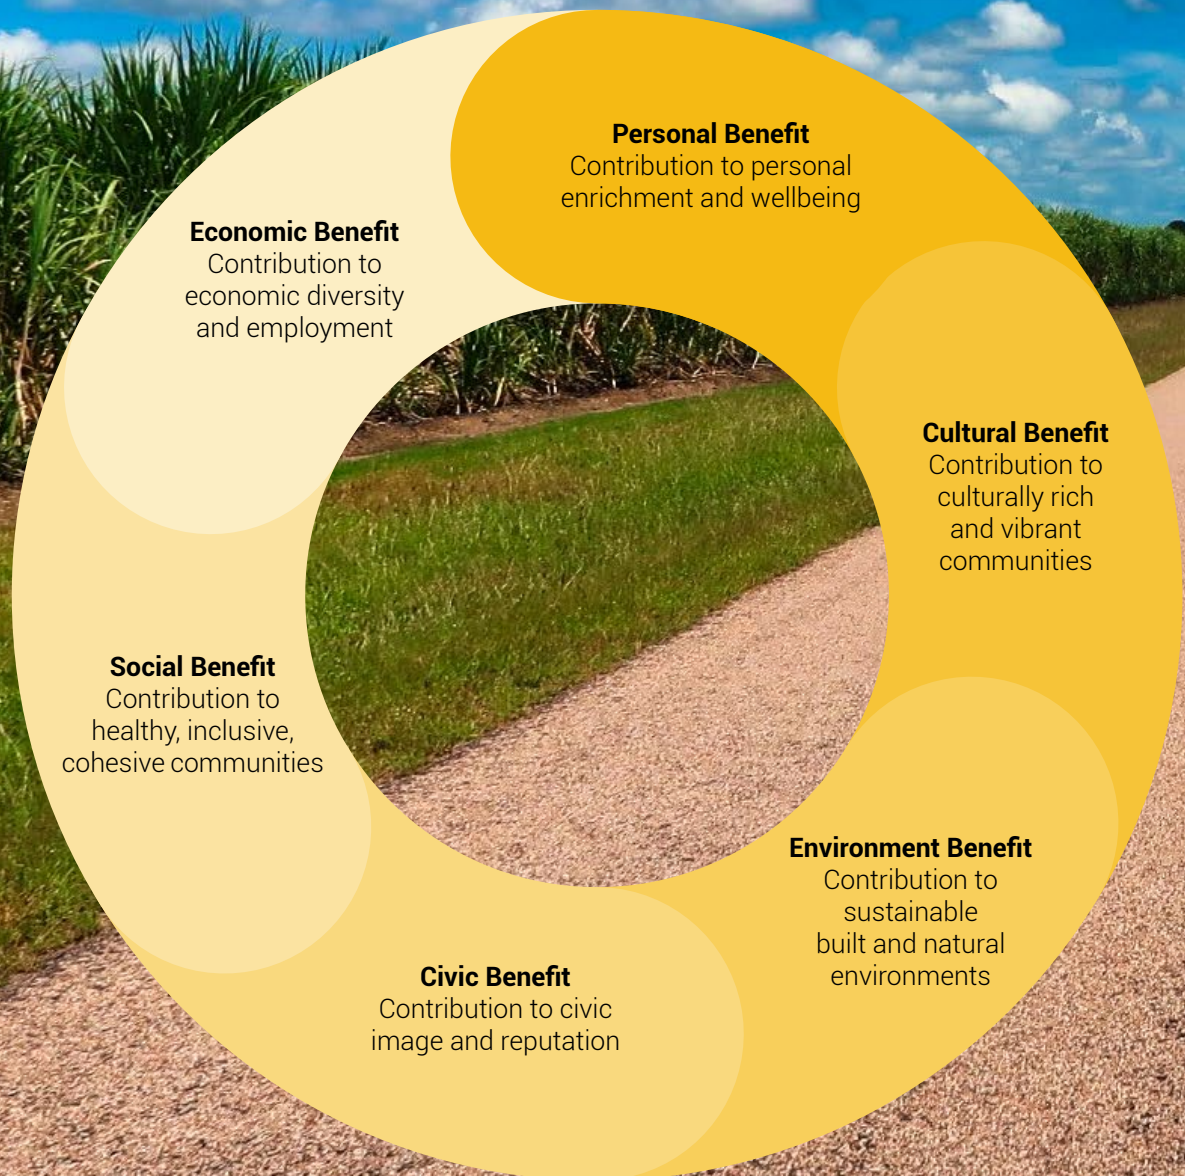 Personal Benefit
Contribution to personal
enrichment and wellbeing
Cultural Benefit
Contribution to
culturally rich
and vibrant
communities
Environment Benefit
Contribution to
sustainable
built and natural
environments
Civic Benefit
Contribution to civic
image and reputation
Social Benefit
Contribution to
healthy, inclusive,
cohesive communities
Economic Benefit
Contribution to
economic diversity
and employment